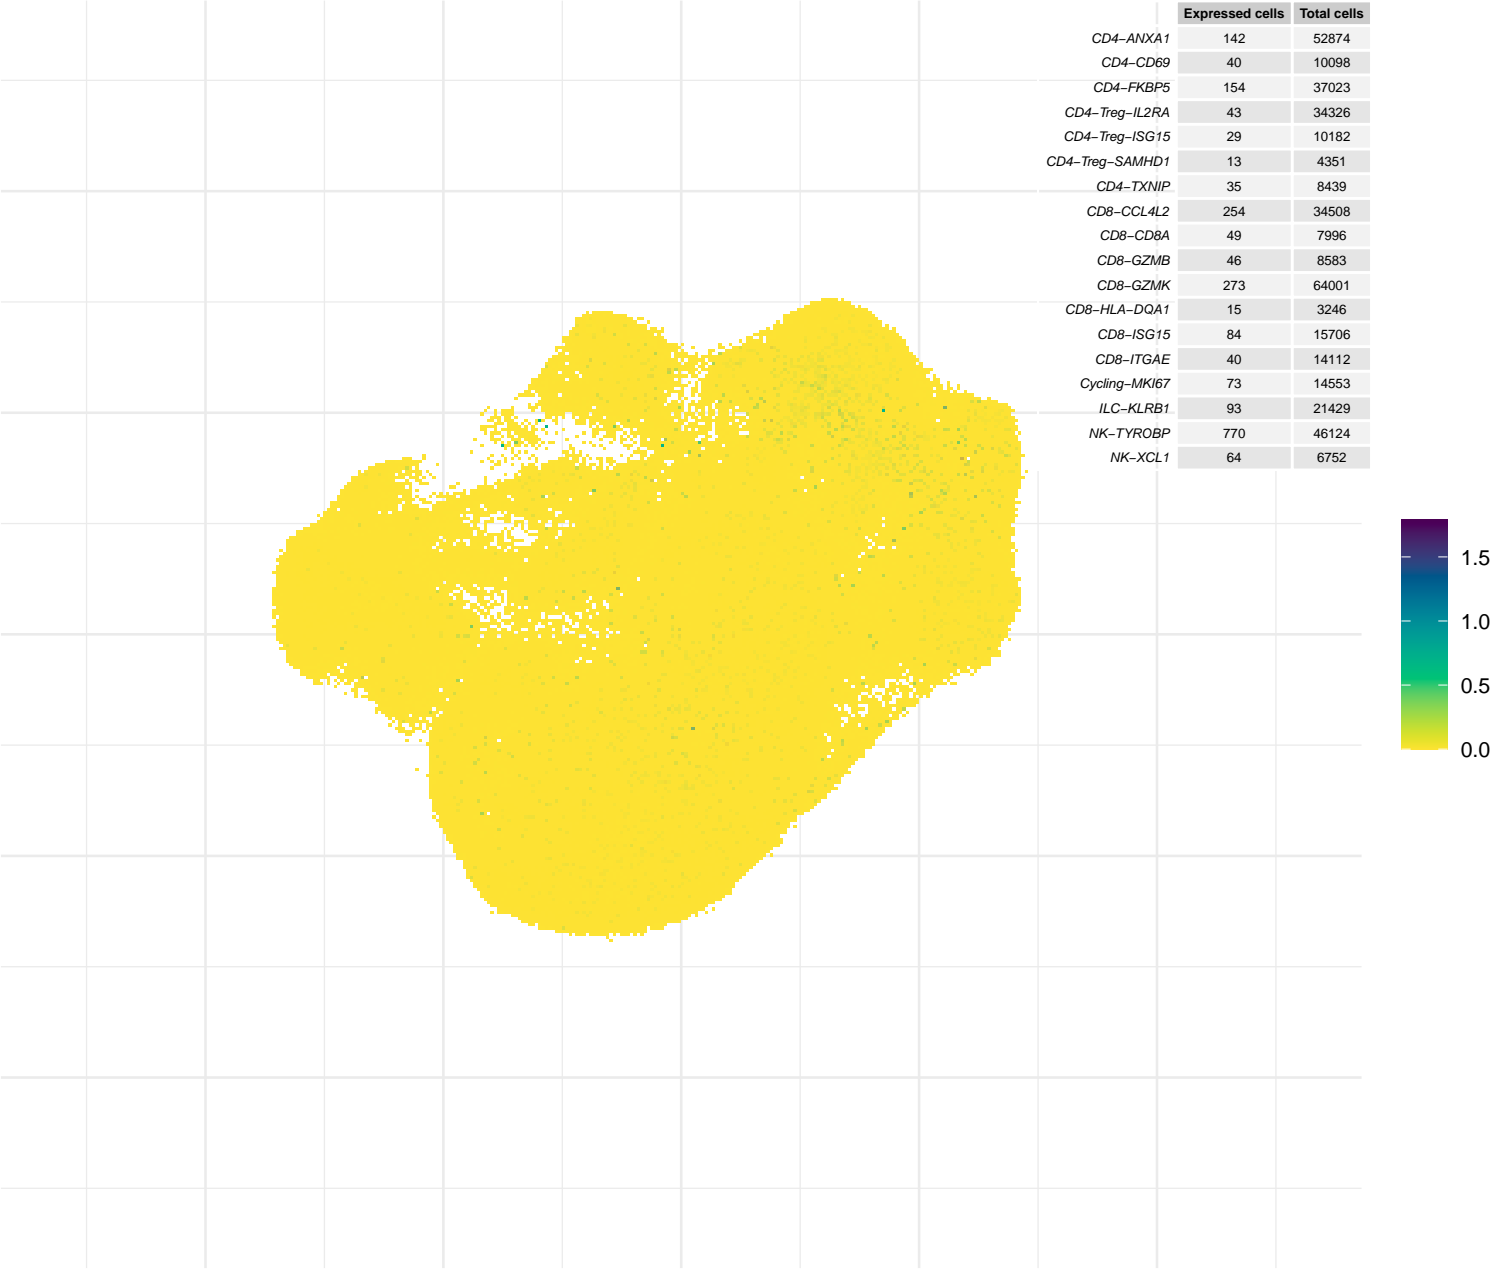 Expressed cells Total cells
CD4−ANXA1 142 52874
CD4−CD69 40 10098
CD4−FKBP5 154 37023
CD4−Treg−IL2RA 43 34326
CD4−Treg−ISG15 29 10182
CD4−Treg−SAMHD1 13 4351
CD4−TXNIP 35 8439
CD8−CCL4L2 254 34508
CD8−CD8A 49 7996
CD8−GZMB 46 8583
CD8−GZMK 273 64001
CD8−HLA−DQA1 15 3246
CD8−ISG15 84 15706
CD8−ITGAE 40 14112
Cycling−MKI67 73 14553
ILC−KLRB1 93 21429
NK−TYROBP 770 46124
NK−XCL1 64 6752
1.5
1.0
0.5
0.0